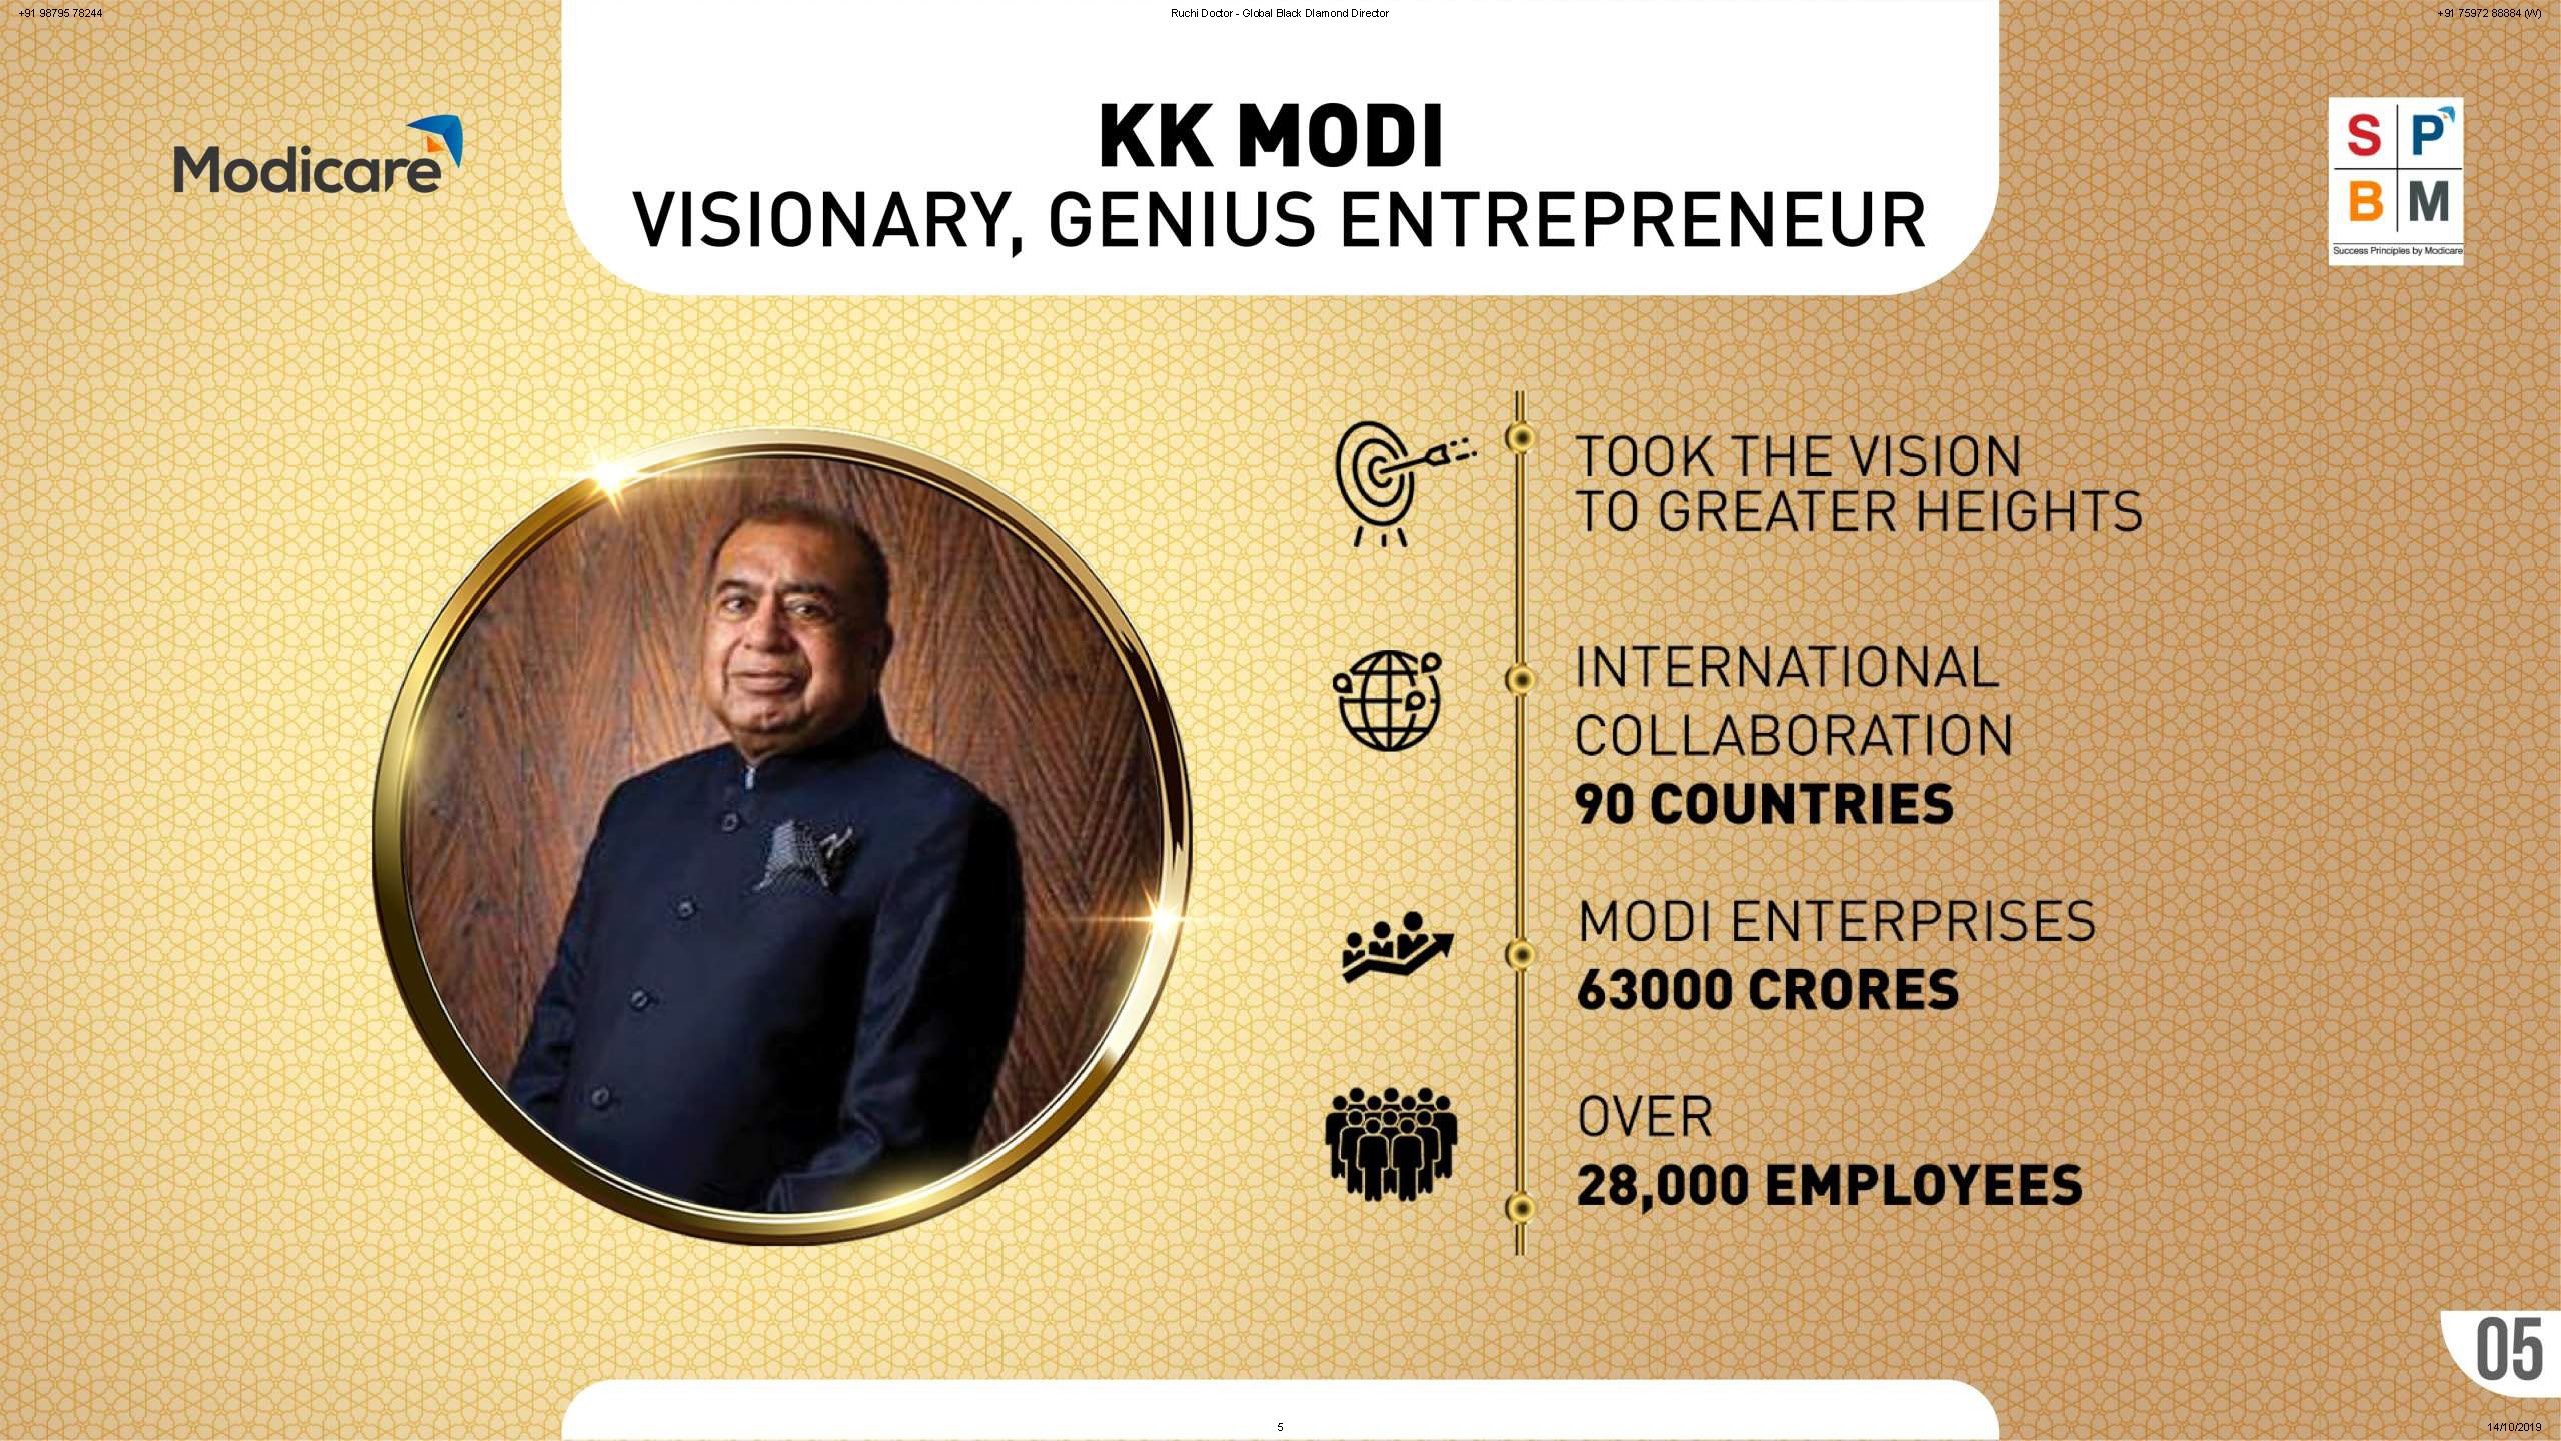 +91 98795 78244
Ruchi Doctor - Global Black DIamond Director
+91 75972 88884 (W)
Modicare
KK MODI
VISIONARY, GENIUS ENTREPRENEUR
S P
B M
Success Principles by Modicare
TOOK THE VISION
TO GREATER HEIGHTS
INTERNATIONAL
COLLABORATION
90 COUNTRIES
MODI ENTERPRISES
63000 CRORES
OVER
28,000 EMPLOYEES
05
5
14/10/2019